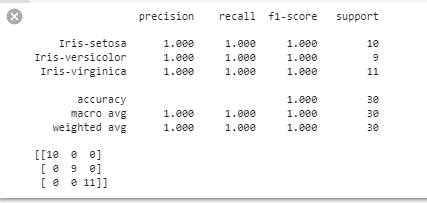 precision recall f1-score support
Iris-setosa 1.000 1.000 1.000 10
Iris-versicolor 1.000 1.000 1.000 9
Iris-virginica 1.000 1.000 1.000 11
accuracy 1.000 30
macro avg 1.000 1.000 1.000 30
weighted avg 1.000 1.000 1.000 30
[[10 0 0]
[ 0 9 0]
[ 0 0 11]]